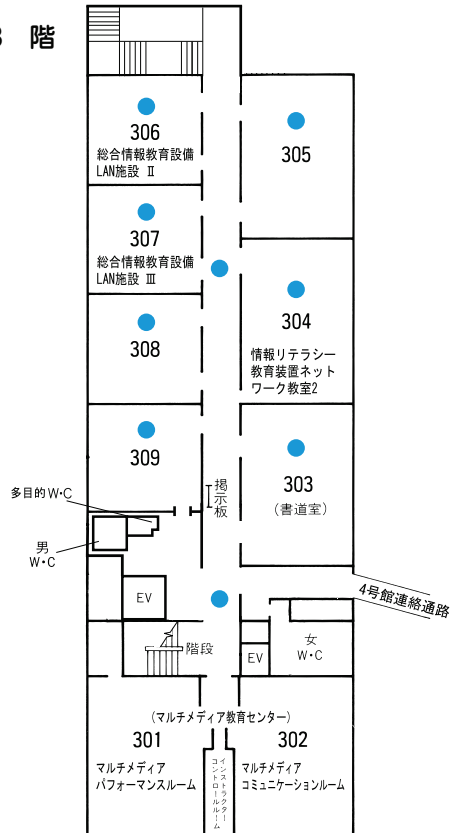 3 階
306
総合情報教育設備
LAN施設 Ⅱ
305
307
総合情報教育設備
LAN施設 Ⅲ
304
情報リテラシー
教育装置ネット
ワーク教室2
308
309
掲示板
303
(書道室)
多目的W・C
男
W・C
EV
4号館連絡通路
階段
EV
女
W・C
(マルチメディア教育センター)
301
マルチメディア
パフォーマンスルーム
インストラクター
コントロールルーム
302
マルチメディア
コミュニケーションルーム